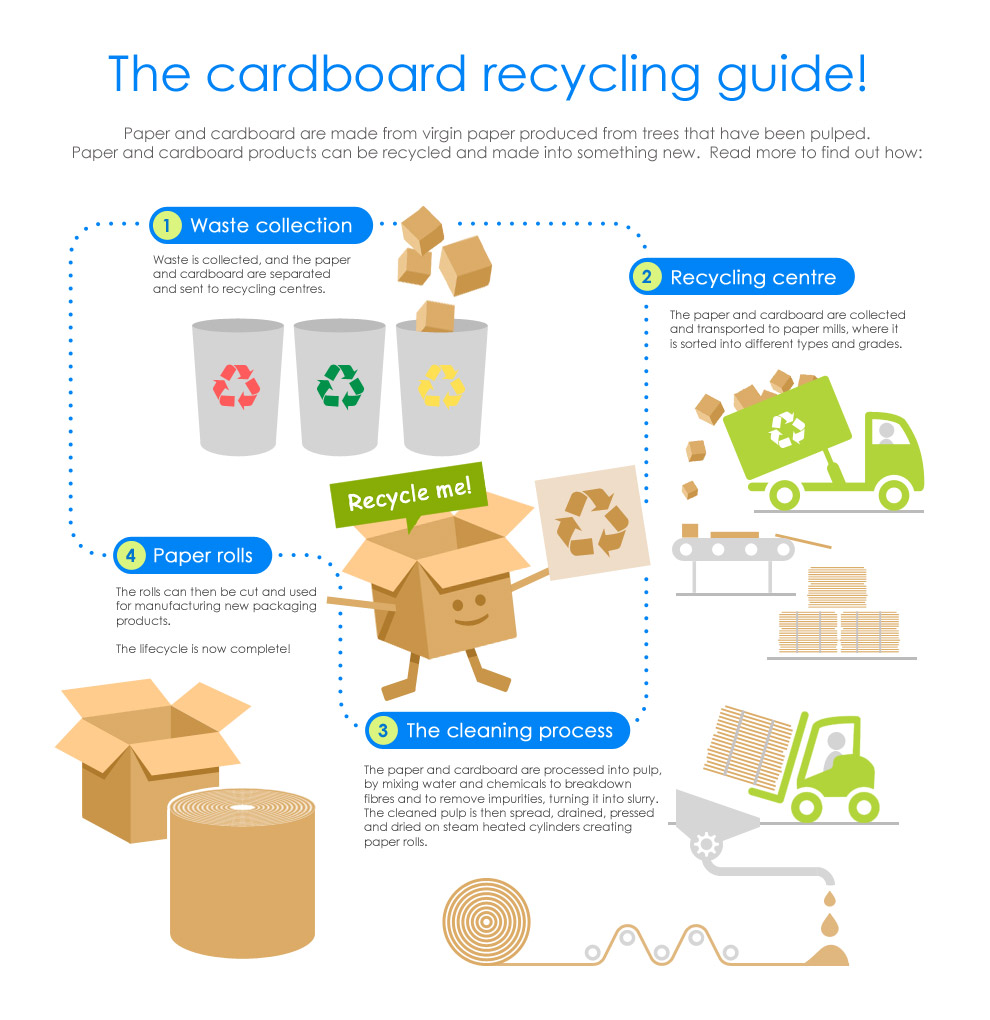 The cardboard recycling guide!
Paper and cardboard are made from virgin paper produced from trees that have been pulped.
Paper and cardboard products can be recycled and made into something new.  Read more to find out how:
1 Waste collection
Waste is collected, and the paper
and cardboard are separated
and sent to recycling centres.
2 Recycling centre
The paper and cardboard are collected
and transported to paper mills, where it
is sorted into different types and grades.
Recycle me!
3 The cleaning process
The paper and cardboard are processed into pulp,
by mixing water and chemicals to breakdown
fibres and to remove impurities, turning it into slurry.
The cleaned pulp is then spread, drained, pressed
and dried on steam heated cylinders creating
paper rolls.
4 Paper rolls
The rolls can then be cut and used
for manufacturing new packaging
products.
The lifecycle is now complete!